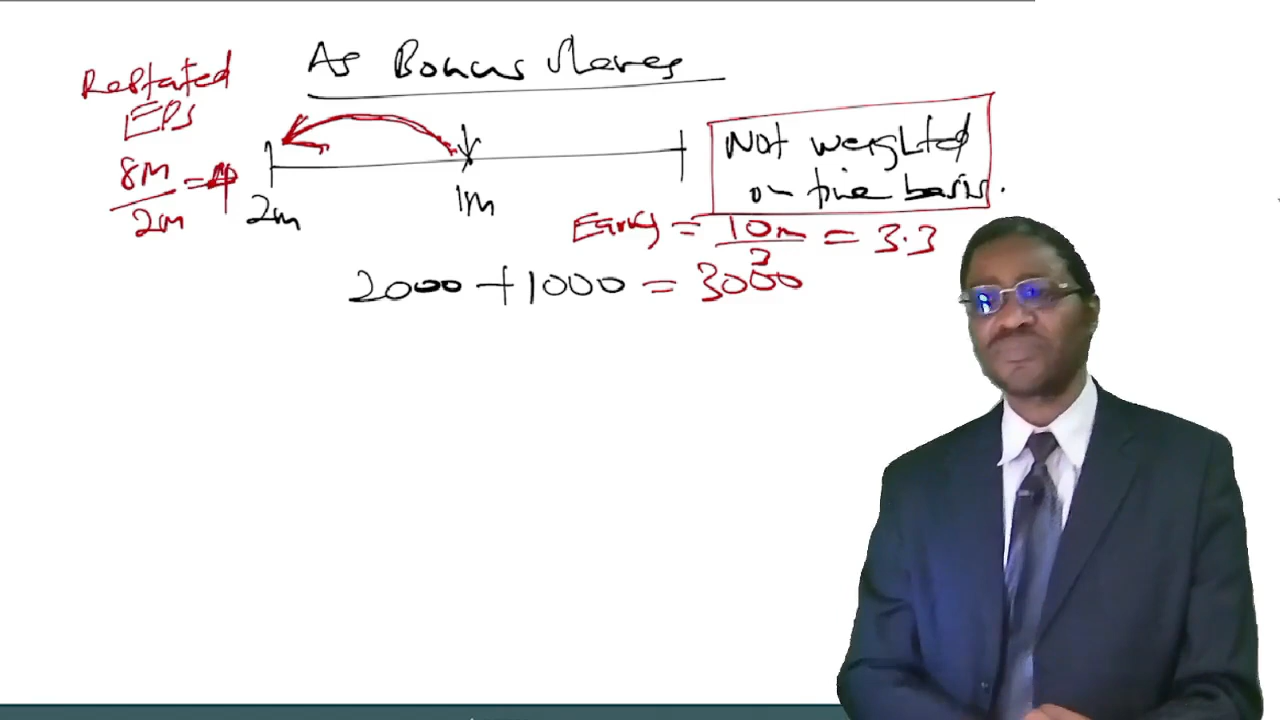 As Bonus shares
Restated
EPS
8M
2m
= 4
2m
1m
Not weighted
on time basis.
= 10m = 3.3
3
2000 + 1000 = 3000